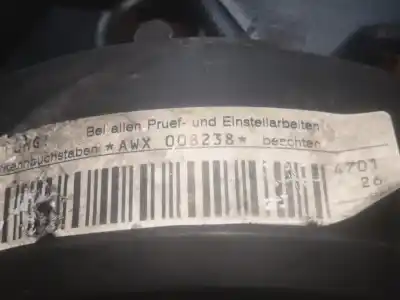 Bei allen Pruef- und Einstellarbeiten
*AWX 008238* beachten
4701
26